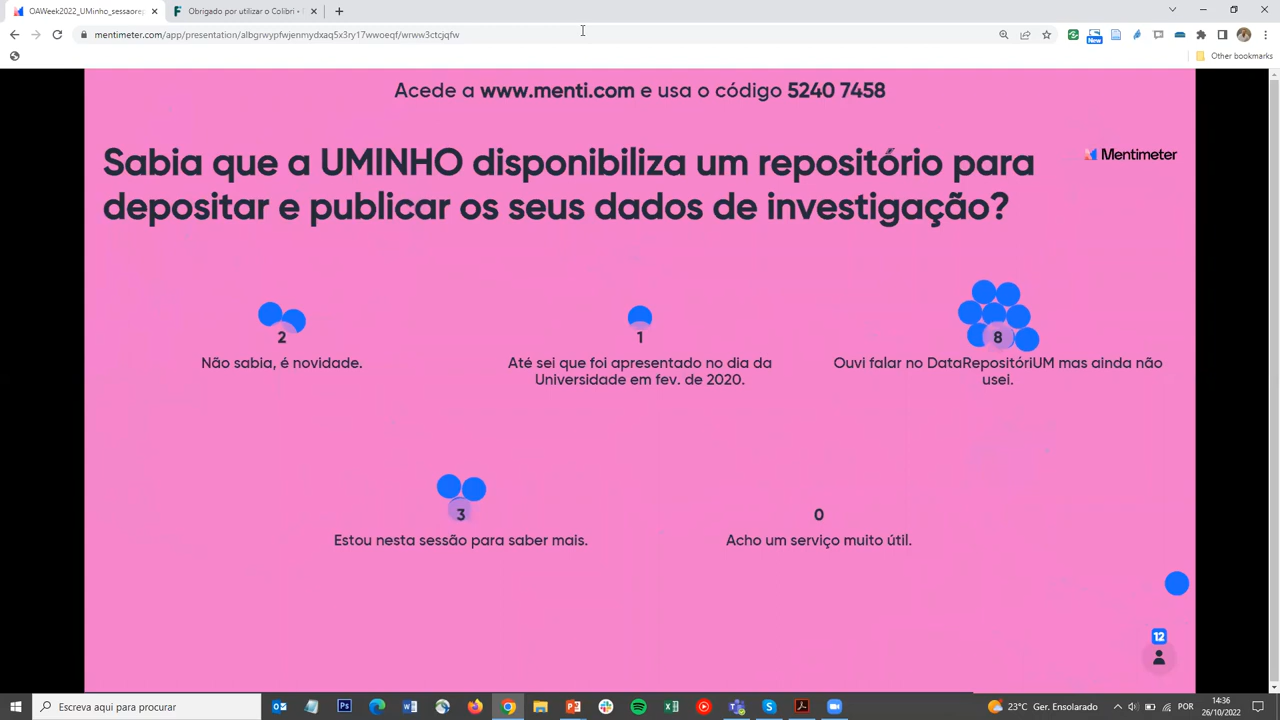 OAWeek2022_UMinho_sessaorep
Obrigado por utilizar o Colibri •
mentimeter.com/app/presentation/albgrwypfwjenmydxaq5x3ry17wwoeqf/wrww3ctcjqfw
New
Other bookmarks
Acede a www.menti.com e usa o código 5240 7458
Sabia que a UMINHO disponibiliza um repositório para
depositar e publicar os seus dados de investigação?
Mentimeter
2
Não sabia, é novidade.
1
Até sei que foi apresentado no dia da
Universidade em fev. de 2020.
8
Ouvi falar no DataRepositóriUM mas ainda não
usei.
3
Estou nesta sessão para saber mais.
0
Acho um serviço muito útil.
12
Escreva aqui para procurar
23°C Ger. Ensolarado
POR
14:36
26/10/2022